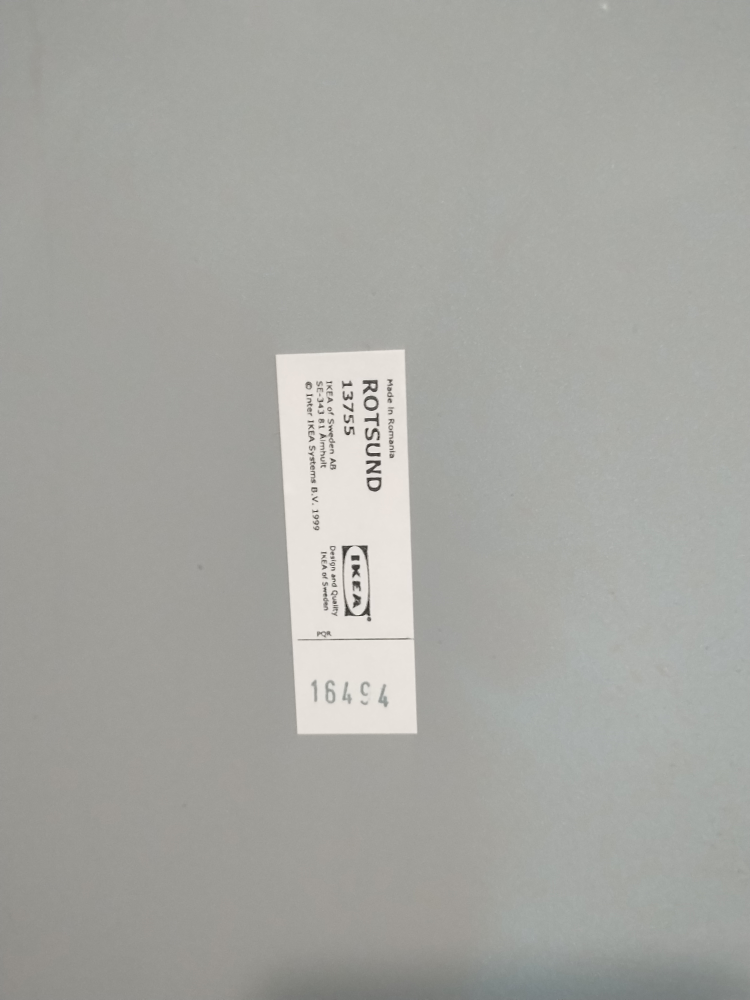 Made in Romania
ROTSUND
13755
IKEA of Sweden AB
SE-343 81 Älmhult
© Inter IKEA Systems B.V. 1999
IKEA®
Design and Quality
IKEA of Sweden
PQR
16494